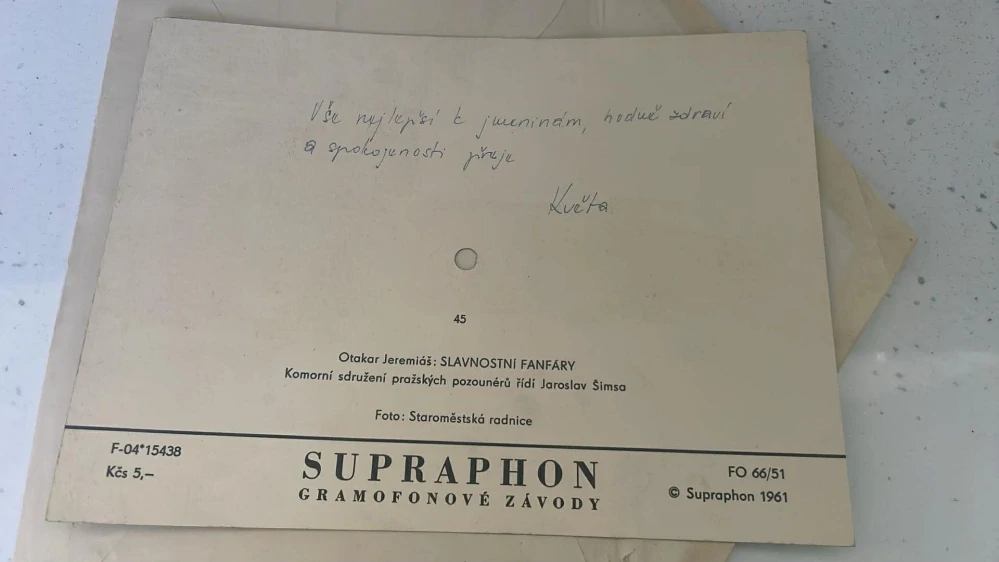 Vše nejlepší k jmeninám, hodně zdraví
a spokojenosti přeje
Květa
45
Otakar Jeremiáš: SLAVNOSTNÍ FANFÁRY
Komorní sdružení pražských pozounérů řídí Jaroslav Šimsa
Foto: Staroměstská radnice
F-04*15438
Kčs 5,—
SUPRAPHON
GRAMOFONOVÉ ZÁVODY
FO 66/51
© Supraphon 1961